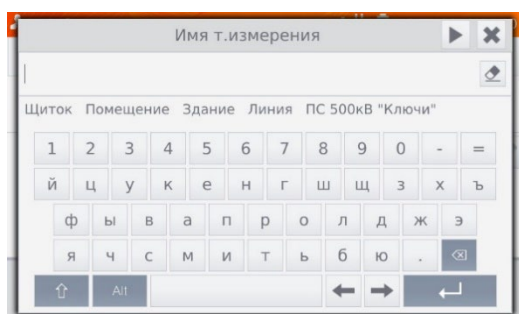 Имя т.измерения
Щиток Помещение Здание Линия ПС 500кВ "Ключи"
1 2 3 4 5 6 7 8 9 0 - =
й ц у к е н г ш щ з х ъ
ф ы в а п р о л д ж э
я ч с м и т ь б ю .
Alt